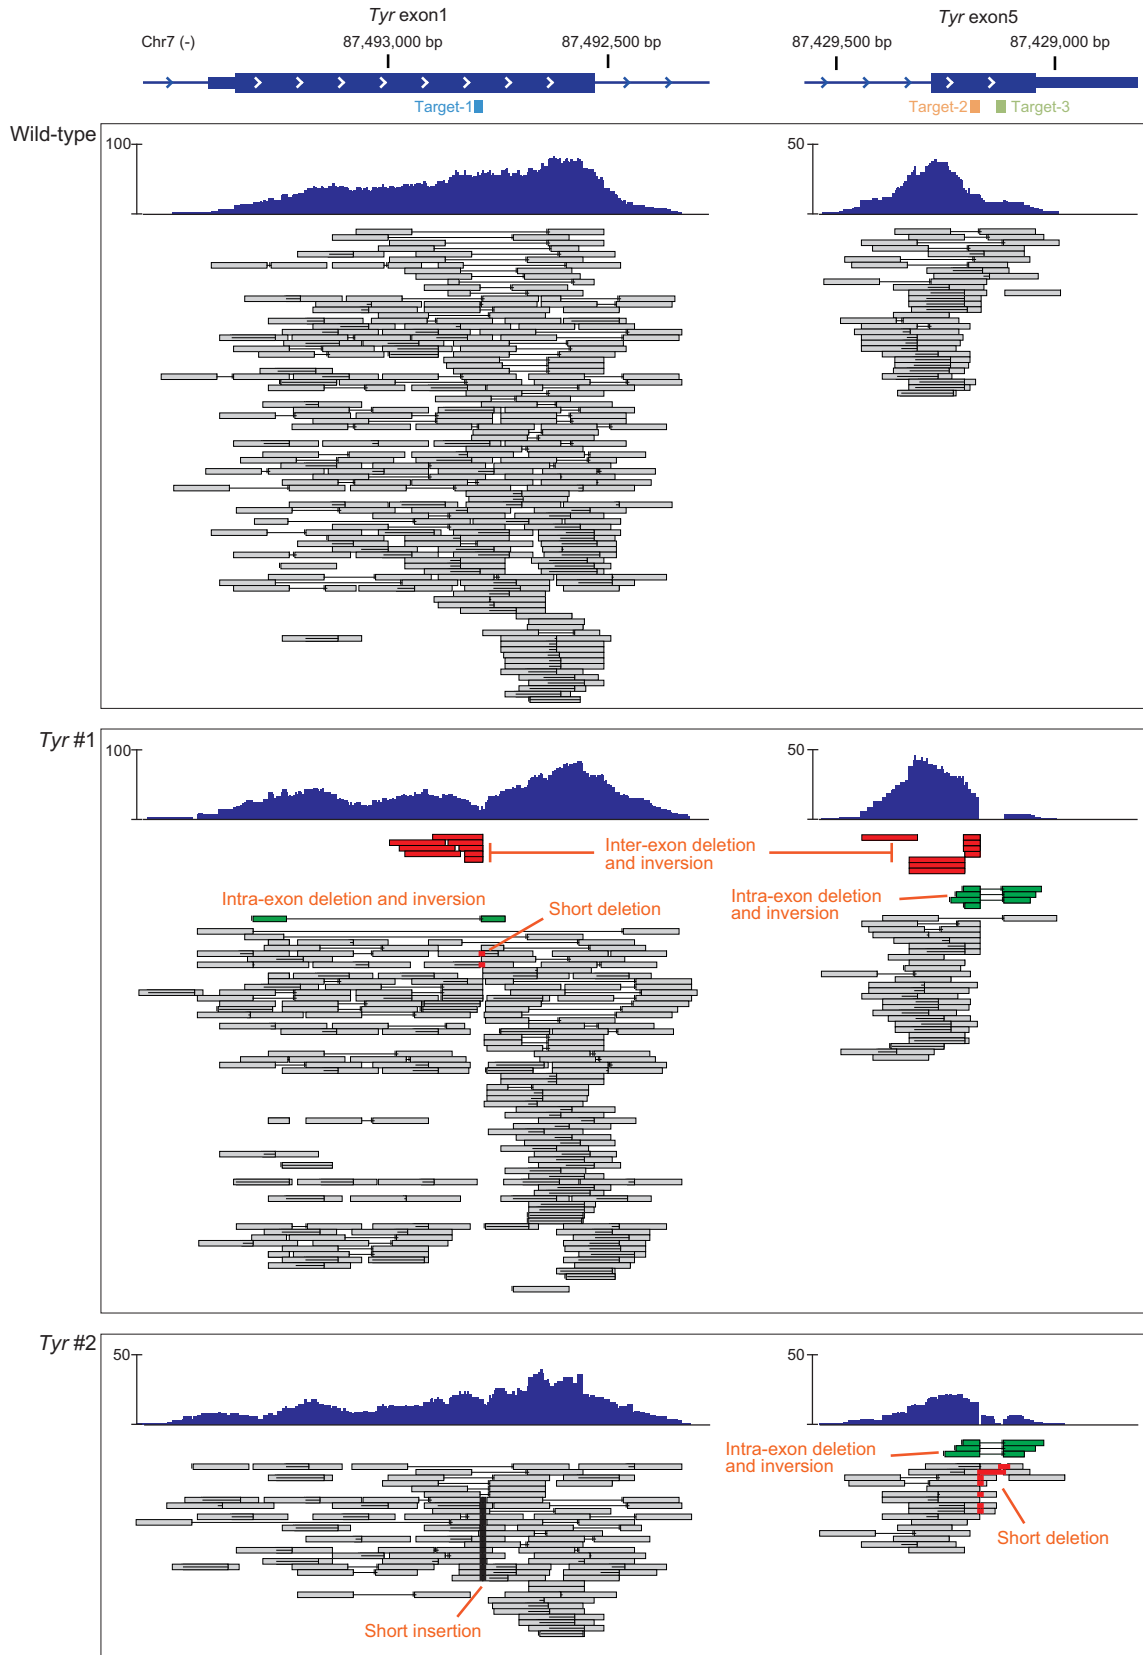 Tyr exon1
Tyr exon5
Chr7 (-)
87,493,000 bp
87,492,500 bp
87,429,500 bp
87,429,000 bp
Target-1
Target-2
Target-3
Wild-type
100
50
Tyr #1
100
50
Inter-exon deletion
and inversion
Intra-exon deletion and inversion
Short deletion
Intra-exon deletion
and inversion
Tyr #2
50
50
Intra-exon deletion
and inversion
Short deletion
Short insertion